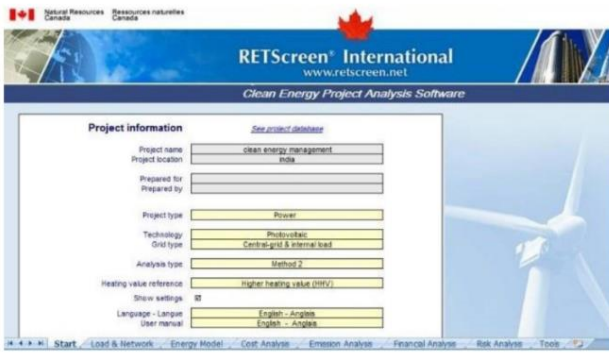 Natural Resources Canada
Ressources naturelles Canada
RETScreen® International
www.retscreen.net
Clean Energy Project Analysis Software
Project information
See project database
Project name
clean energy management
Project location
India
Prepared for
Prepared by
Project type
Power
Technology
Photovoltaic
Grid type
Central-grid & internal load
Analysis type
Method 2
Heating value reference
Higher heating value (HHV)
Show settings
Language - Langue
English - Anglais
User manual
English - Anglais
Start
Load & Network
Energy Model
Cost Analysis
Emission Analysis
Financial Analysis
Risk Analysis
Tools